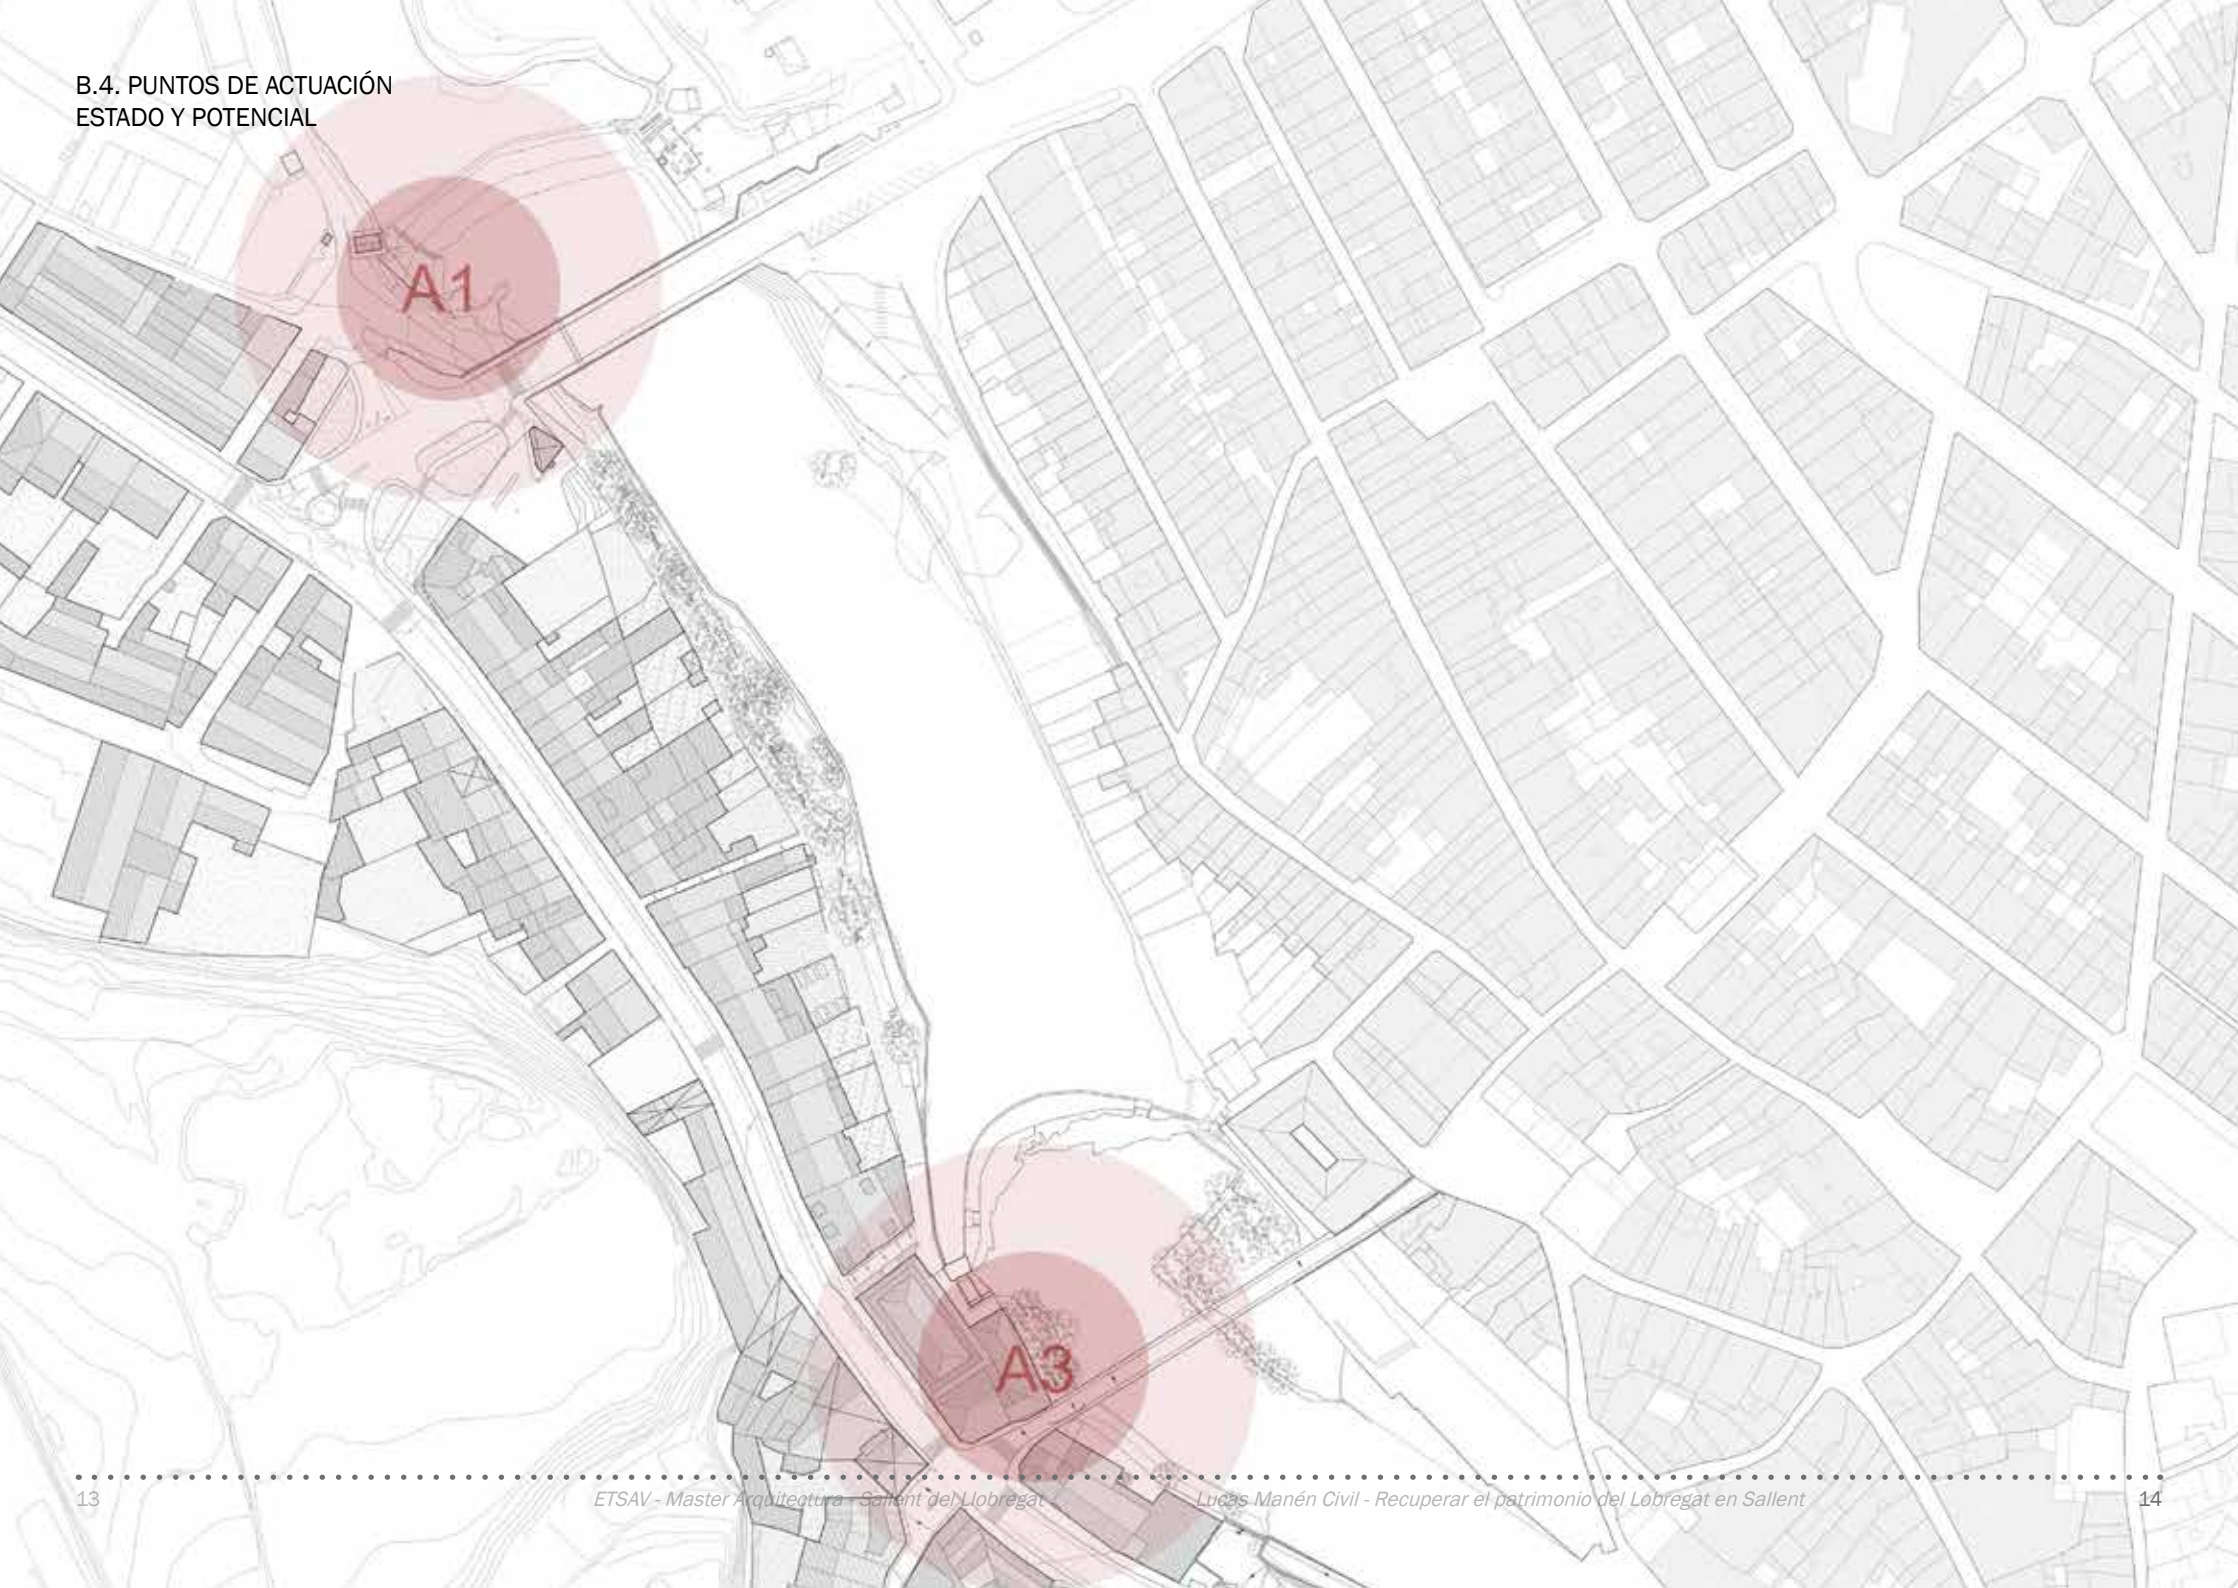 B.4. PUNTOS DE ACTUACIÓN
ESTADO Y POTENCIAL
A1
A3
13
ETSAV - Master Arquitectura - Sallent del Llobregat
Lucas Manén Civil - Recuperar el patrimonio del Lobregat en Sallent
14